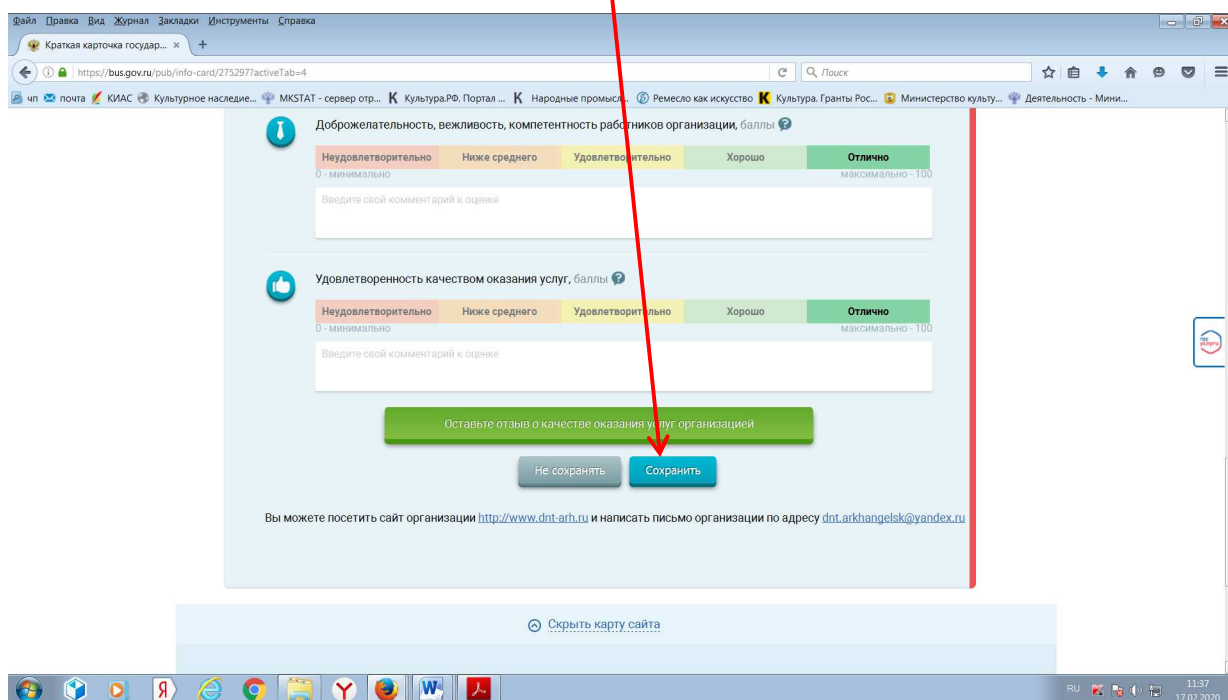 Файл Правка Вид Журнал Закладки Инструменты Справка
Краткая карточка государ... × +
https://bus.gov.ru/pub/info-card/275297?activeTab=4 Поиск
чп почта КИАС Культурное наследие... MKSTAT - сервер отр... Культура.РФ. Портал ... Народные промысл... Ремесло как искусство Культура. Гранты Рос... Министерство культу... Деятельность - Мини...
Доброжелательность, вежливость, компетентность работников организации, баллы ?
Неудовлетворительно Ниже среднего Удовлетворительно Хорошо Отлично
0 - минимально максимально - 100
Введите свой комментарий к оценке
Удовлетворенность качеством оказания услуг, баллы ?
Неудовлетворительно Ниже среднего Удовлетворительно Хорошо Отлично
0 - минимально максимально - 100
Введите свой комментарий к оценке
гос
услуги
Оставьте отзыв о качестве оказания услуг организацией
Не сохранять Сохранить
Вы можете посетить сайт организации http://www.dnt-arh.ru и написать письмо организации по адресу dnt.arkhangelsk@yandex.ru
Скрыть карту сайта
RU 11:37
17.02.2020